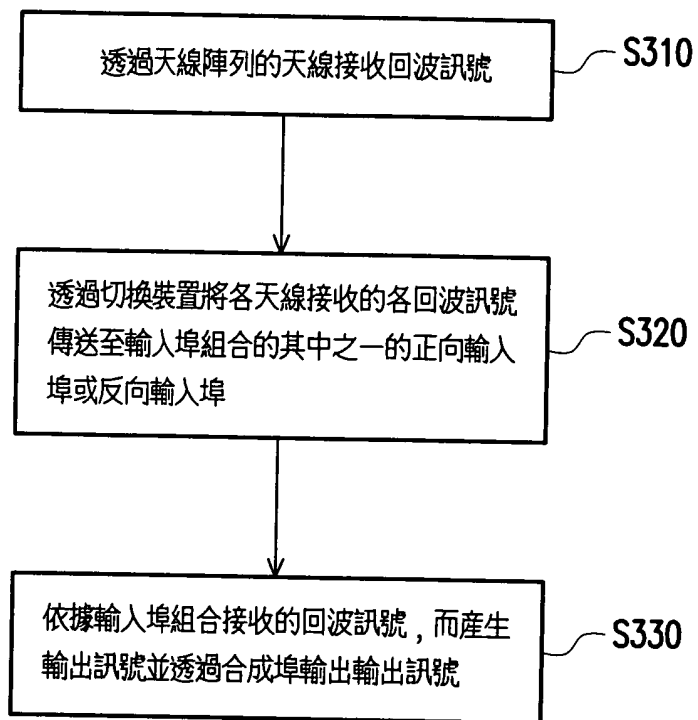 透過天線陣列的天線接收回波訊號
S310
透過切換裝置將各天線接收的各回波訊號
傳送至輸入埠組合的其中之一的正向輸入
埠或反向輸入埠
S320
依據輸入埠組合接收的回波訊號，而產生
輸出訊號並透過合成埠輸出輸出訊號
S330